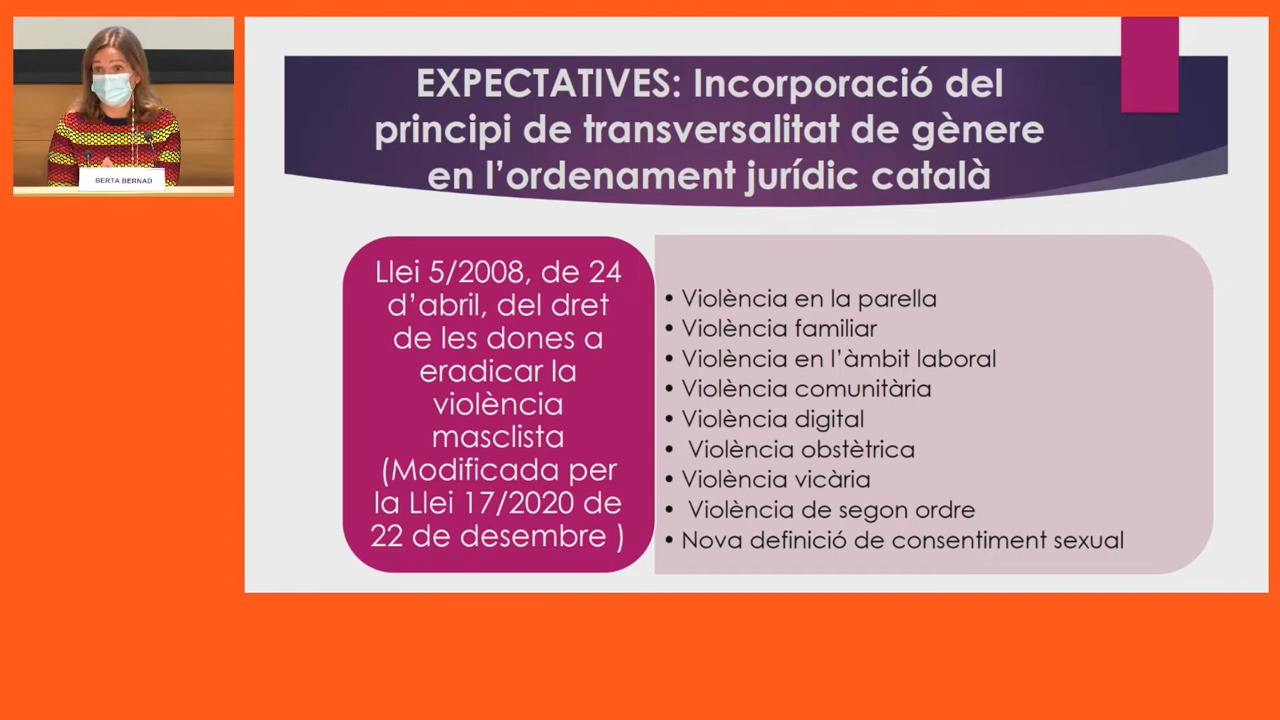 BERTA BERNAD
EXPECTATIVES: Incorporació del
principi de transversalitat de gènere
en l’ordenament jurídic català
Llei 5/2008, de 24
d’abril, del dret
de les dones a
eradicar la
violència
masclista
(Modificada per
la Llei 17/2020 de
22 de desembre )
• Violència en la parella
• Violència familiar
• Violència en l’àmbit laboral
• Violència comunitària
• Violència digital
• Violència obstètrica
• Violència vicària
• Violència de segon ordre
• Nova definició de consentiment sexual